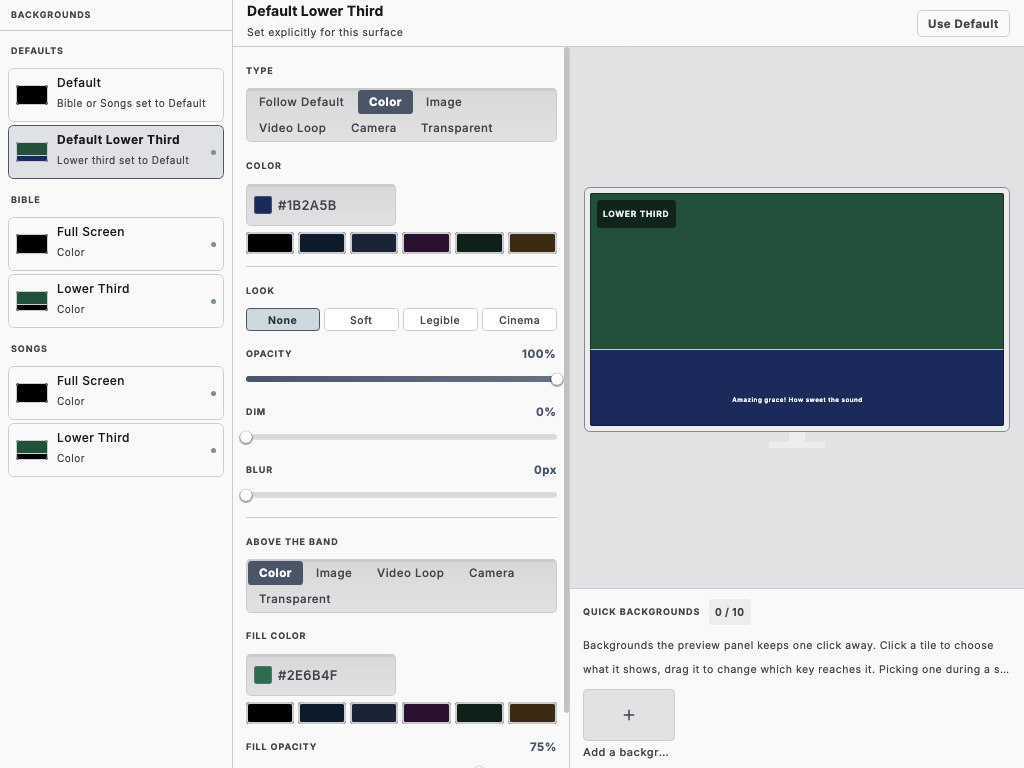 BACKGROUNDS
DEFAULTS
Default
Bible or Songs set to Default
Default Lower Third
Lower third set to Default
BIBLE
Full Screen
Color
Lower Third
Color
SONGS
Full Screen
Color
Lower Third
Color
Default Lower Third
Set explicitly for this surface
Use Default
TYPE
Follow Default Color Image
Video Loop Camera Transparent
COLOR
#1B2A5B
LOOK
None Soft Legible Cinema
OPACITY 100%
DIM 0%
BLUR 0px
ABOVE THE BAND
Color Image Video Loop Camera
Transparent
FILL COLOR
#2E6B4F
FILL OPACITY 75%
LOWER THIRD
Amazing grace! How sweet the sound
QUICK BACKGROUNDS 0 / 10
Backgrounds the preview panel keeps one click away. Click a tile to choose
what it shows, drag it to change which key reaches it. Picking one during a s...
+
Add a backgr...